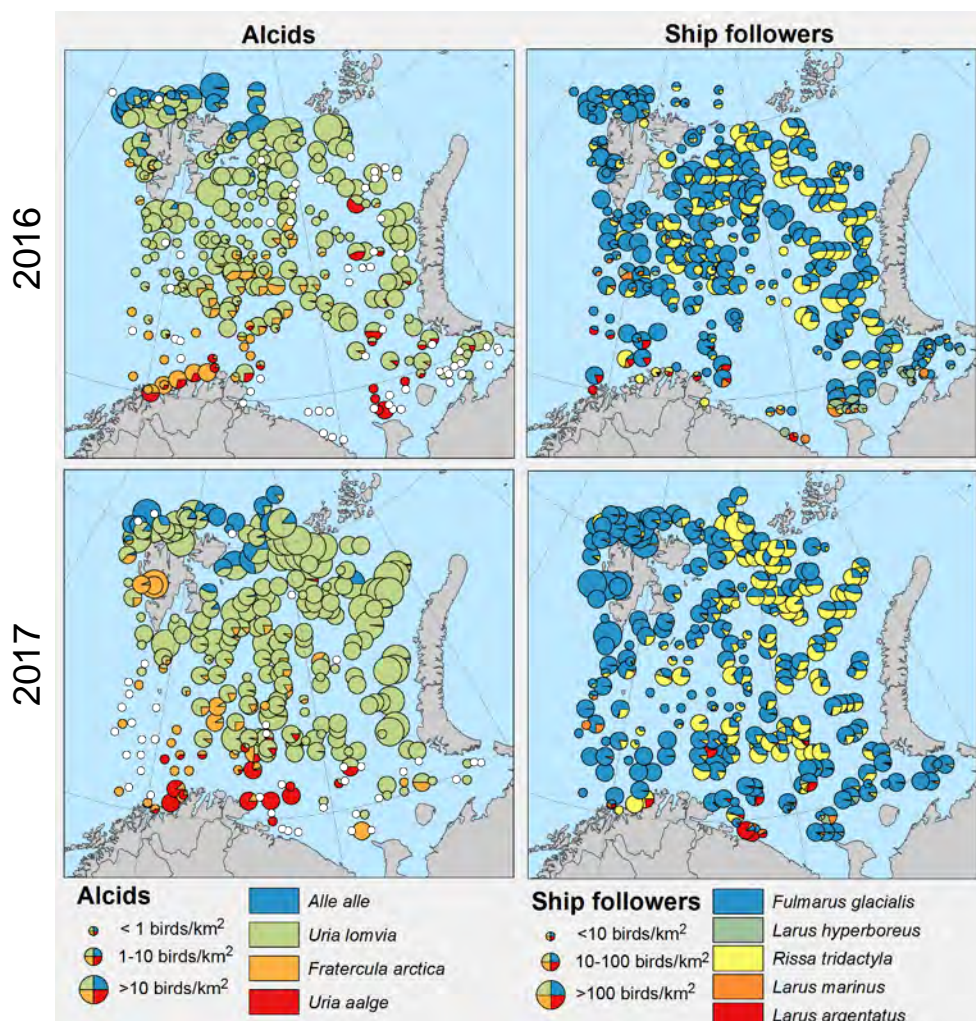 Alcids
Ship followers
2016
2017
Alcids
< 1 birds/km²
1-10 birds/km²
>10 birds/km²
Alle alle
Uria lomvia
Fratercula arctica
Uria aalge
Ship followers
<10 birds/km²
10-100 birds/km²
>100 birds/km²
Fulmarus glacialis
Larus hyperboreus
Rissa tridactyla
Larus marinus
Larus argentatus